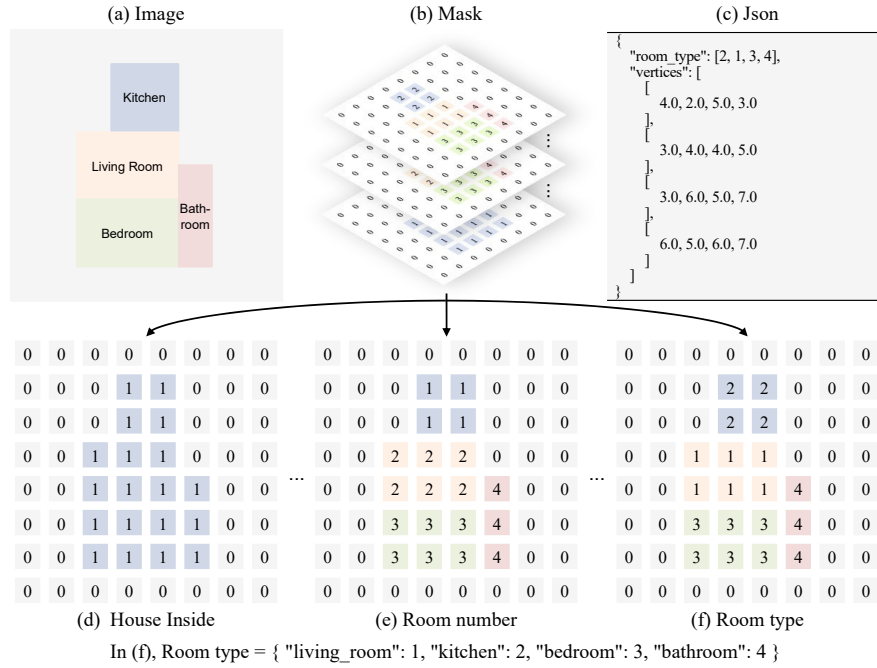 (a) Image
Kitchen
Living Room
Bedroom
Bath-
room
(b) Mask
(c) Json
{
"room_type": [2, 1, 3, 4],
"vertices": [
[
4.0, 2.0, 5.0, 3.0
],
[
3.0, 4.0, 4.0, 5.0
],
[
3.0, 6.0, 5.0, 7.0
],
[
6.0, 5.0, 6.0, 7.0
]
]
}
0 0 0 0 0 0 0 0
0 0 0 1 1 0 0 0
0 0 0 1 1 0 0 0
0 0 1 1 1 0 0 0
0 0 1 1 1 1 0 0
0 0 1 1 1 1 0 0
0 0 1 1 1 1 0 0
0 0 0 0 0 0 0 0
(d) House Inside
...
0 0 0 0 0 0 0 0
0 0 0 1 1 0 0 0
0 0 0 1 1 0 0 0
0 0 2 2 2 0 0 0
0 0 2 2 2 4 0 0
0 0 3 3 3 4 0 0
0 0 3 3 3 4 0 0
0 0 0 0 0 0 0 0
(e) Room number
...
0 0 0 0 0 0 0 0
0 0 0 2 2 0 0 0
0 0 0 2 2 0 0 0
0 0 1 1 1 0 0 0
0 0 1 1 1 4 0 0
0 0 3 3 3 4 0 0
0 0 3 3 3 4 0 0
0 0 0 0 0 0 0 0
(f) Room type
In (f), Room type = { "living_room": 1, "kitchen": 2, "bedroom": 3, "bathroom": 4 }